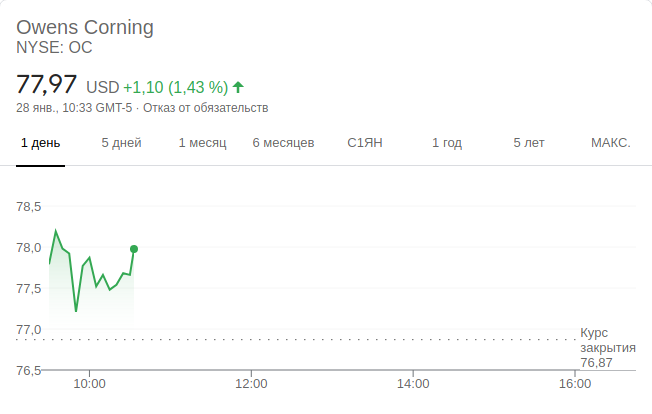 Owens Corning
NYSE: OC
77,97 USD +1,10 (1,43 %)
28 янв., 10:33 GMT-5 · Отказ от обязательств
1 день 5 дней 1 месяц 6 месяцев С1ЯН 1 год 5 лет МАКС.
78,5
78,0
77,5
77,0
Курс
закрытия
76,87
76,5
10:00 12:00 14:00 16:00